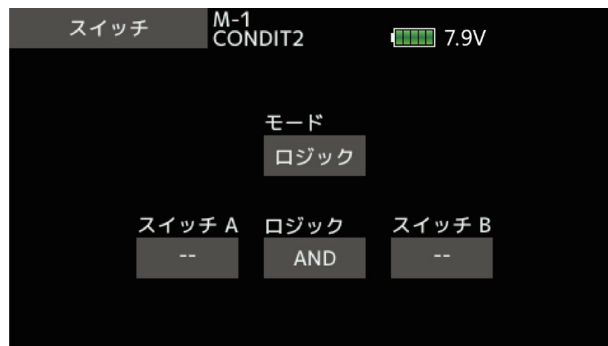 スイッチ
M-1
CONDIT2
7.9V
モード
ロジック
スイッチ A
ロジック
スイッチ B
--
AND
--